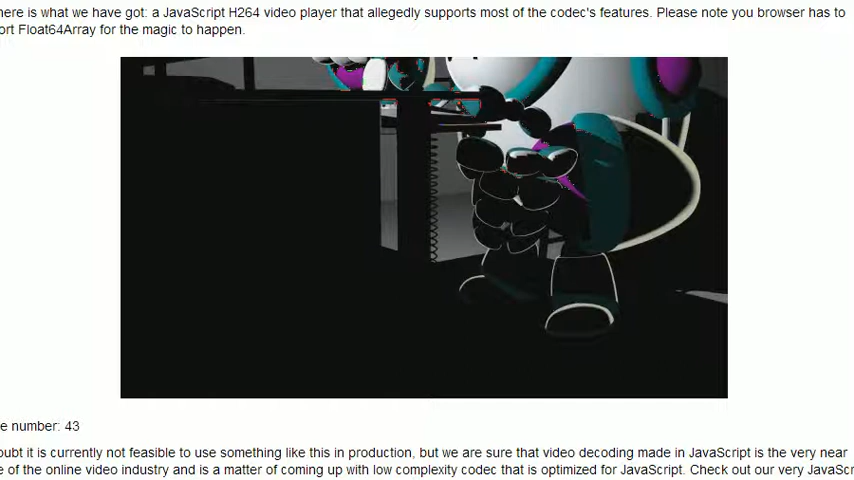 here is what we have got: a JavaScript H264 video player that allegedly supports most of the codec's features. Please note you browser has to
ort Float64Array for the magic to happen.
e number: 43
oubt it is currently not feasible to use something like this in production, but we are sure that video decoding made in JavaScript is the very near
e of the online video industry and is a matter of coming up with low complexity codec that is optimized for JavaScript. Check out our very JavaScr